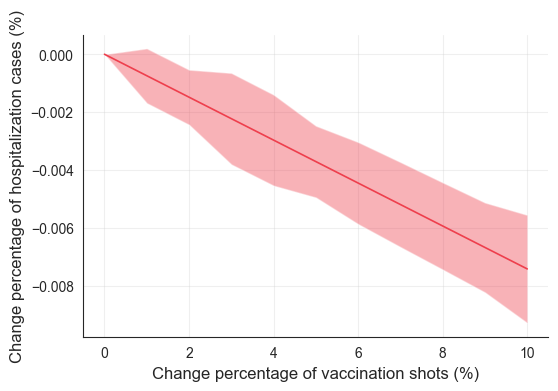 Change percentage of hospitalization cases (%)
0.000
−0.002
−0.004
−0.006
−0.008
0 2 4 6 8 10
Change percentage of vaccination shots (%)